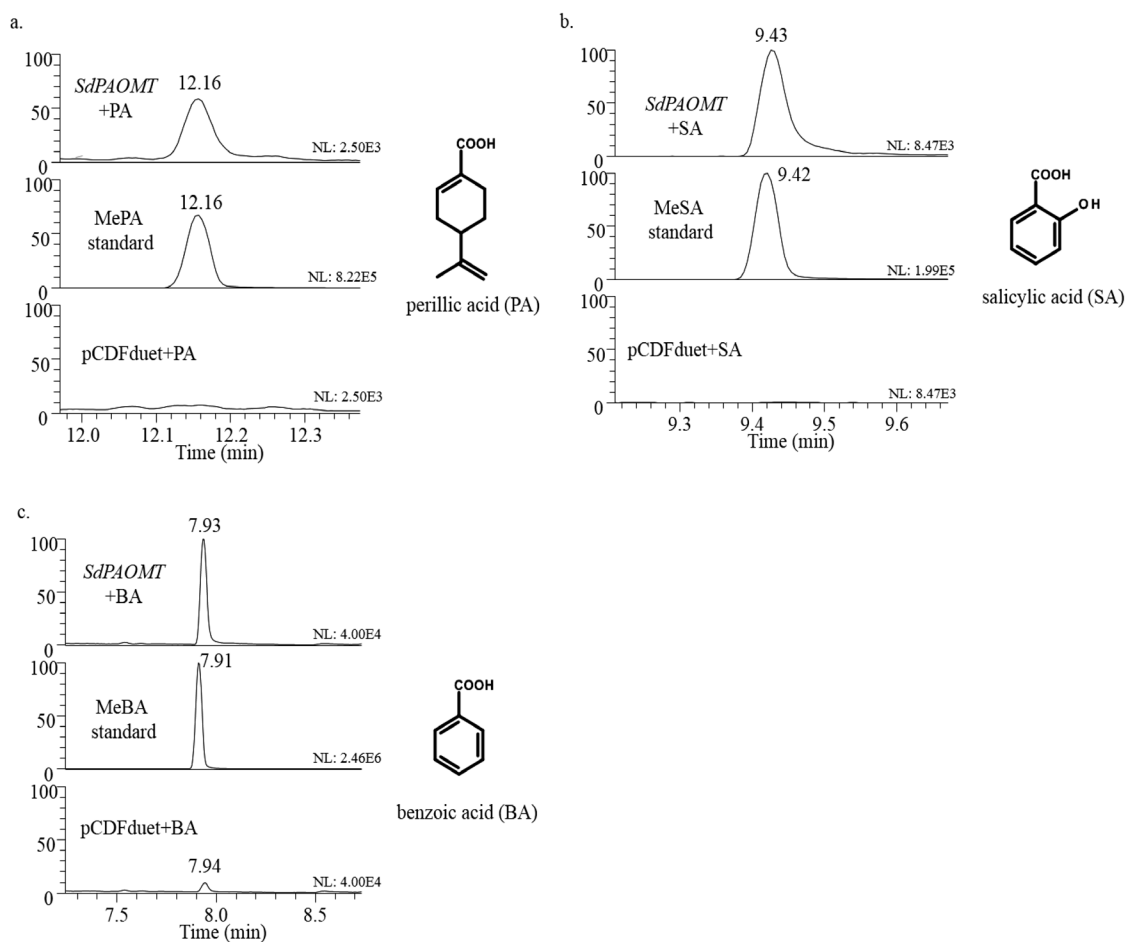 a.
100
50
0
SdPAOMT
+PA
12.16
NL: 2.50E3
100
50
0
MePA
standard
12.16
NL: 8.22E5
100
50
0
pCDFduet+PA
NL: 2.50E3
12.0 12.1 12.2 12.3
Time (min)
COOH
perillic acid (PA)
b.
100
50
0
SdPAOMT
+SA
9.43
NL: 8.47E3
100
50
0
MeSA
standard
9.42
NL: 1.99E5
100
50
0
pCDFduet+SA
NL: 8.47E3
9.3 9.4 9.5 9.6
Time (min)
COOH
OH
salicylic acid (SA)
c.
100
50
0
SdPAOMT
+BA
7.93
NL: 4.00E4
100
50
0
MeBA
standard
7.91
NL: 2.46E6
100
50
0
pCDFduet+BA
7.94
NL: 4.00E4
7.5 8.0 8.5
Time (min)
COOH
benzoic acid (BA)